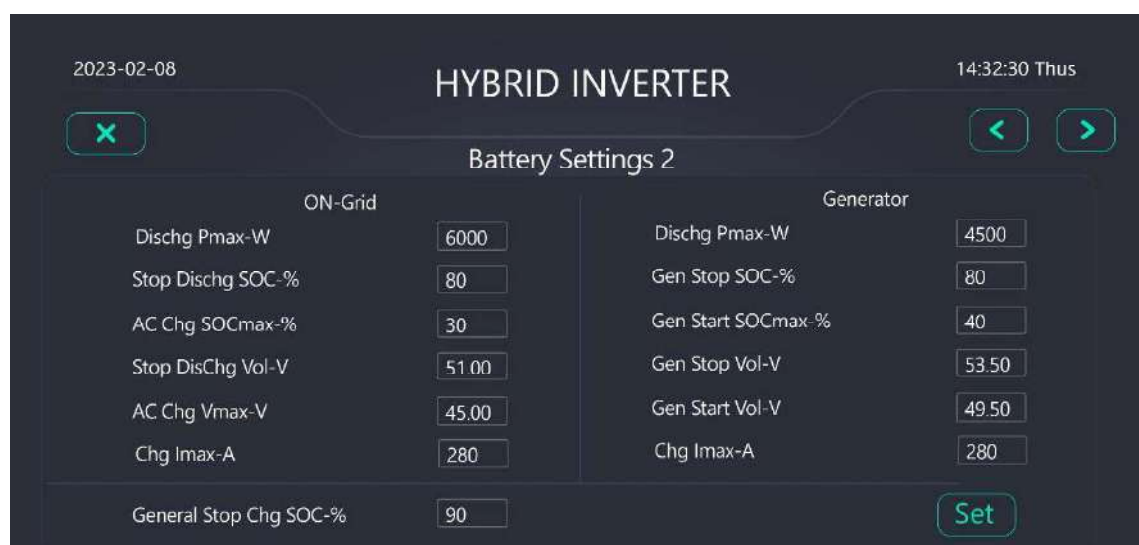 2023-02-08
HYBRID INVERTER
14:32:30 Thus
Battery Settings 2
ON-Grid
Dischg Pmax-W 6000
Stop Dischg SOC-% 80
AC Chg SOCmax-% 30
Stop DisChg Vol-V 51.00
AC Chg Vmax-V 45.00
Chg Imax-A 280
Generator
Dischg Pmax-W 4500
Gen Stop SOC-% 80
Gen Start SOCmax-% 40
Gen Stop Vol-V 53.50
Gen Start Vol-V 49.50
Chg Imax-A 280
General Stop Chg SOC-% 90
Set